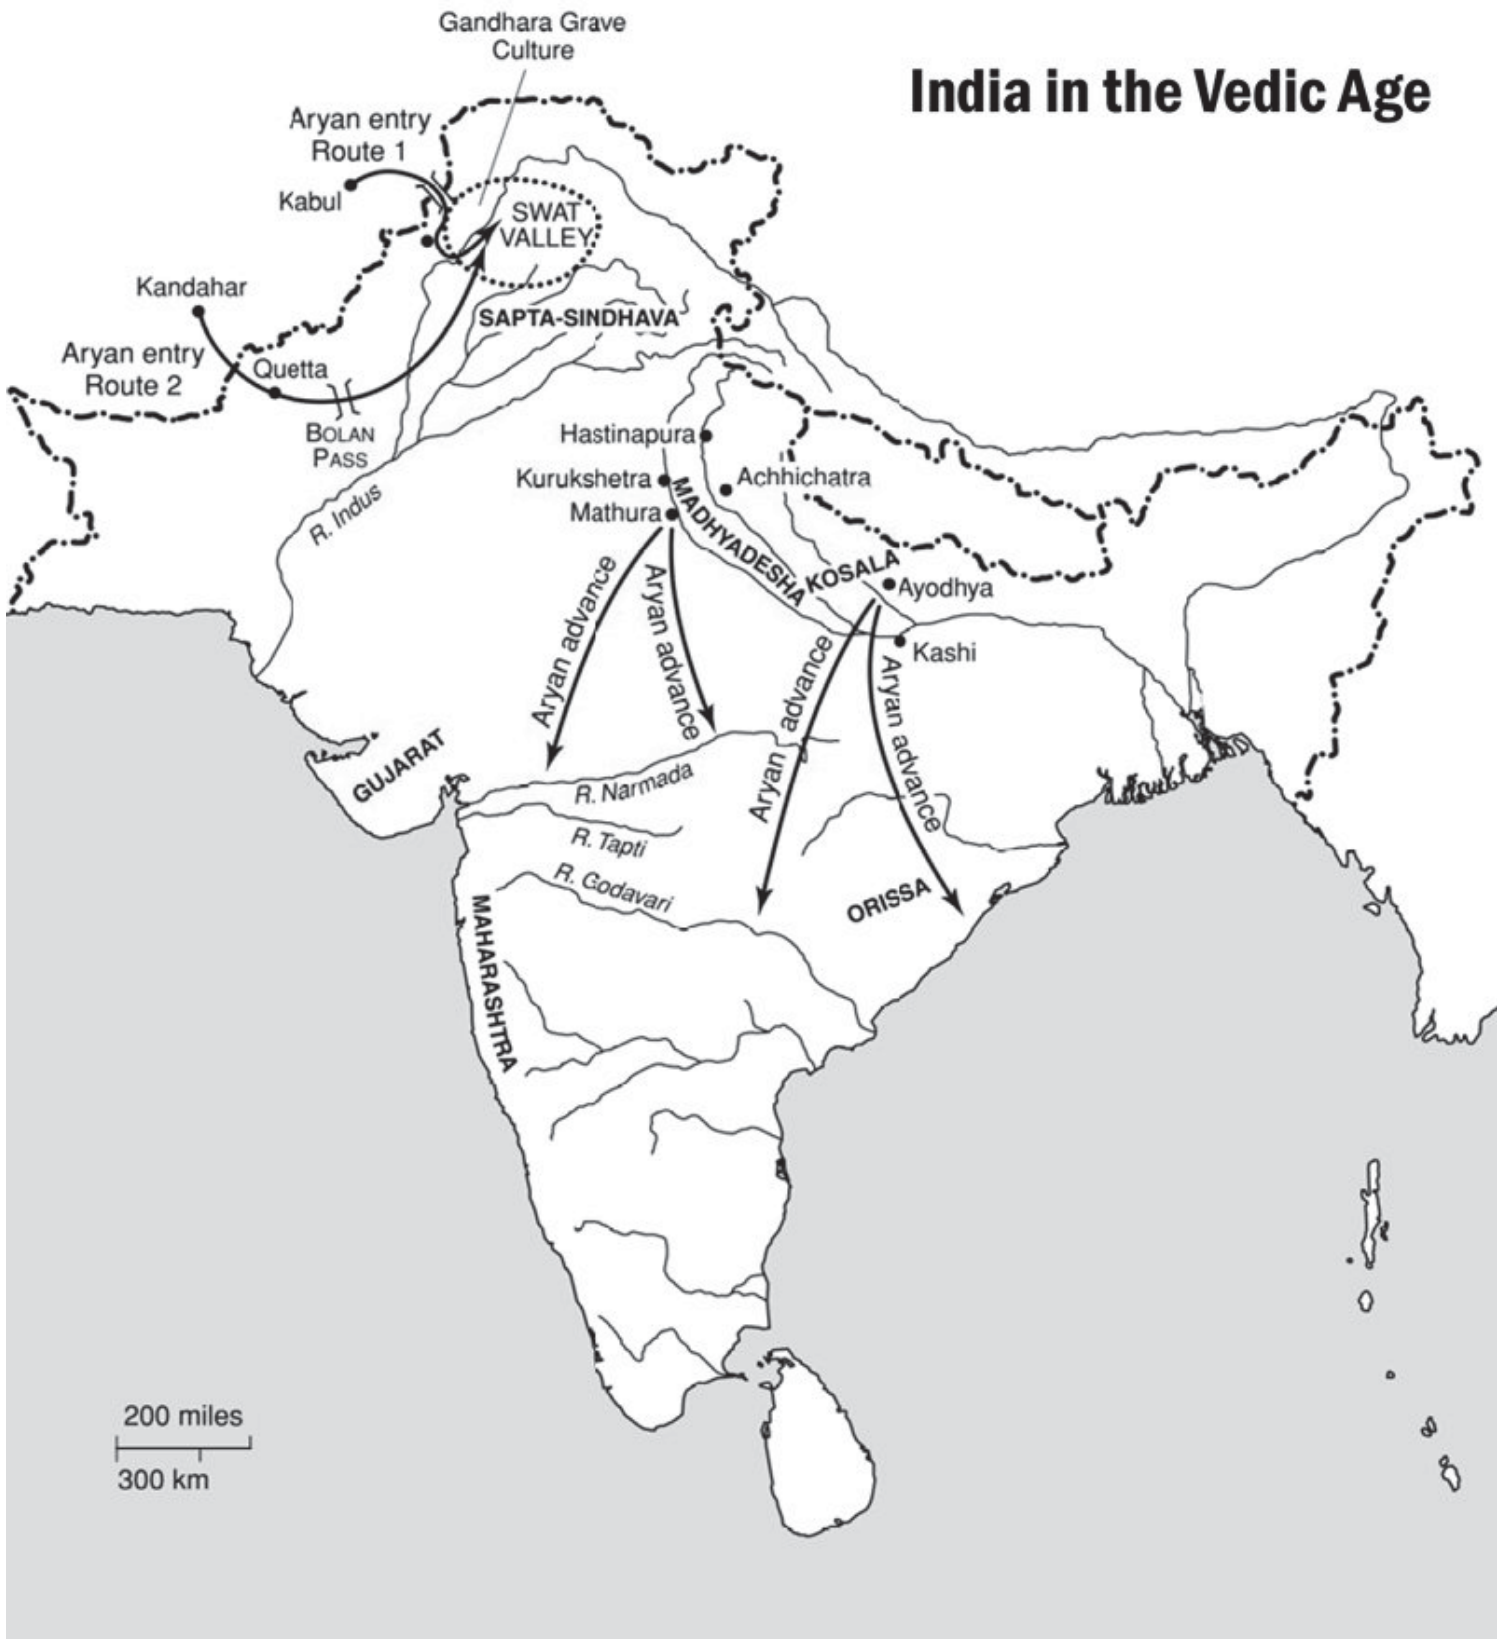 Gandhara Grave
Culture
India in the Vedic Age
Aryan entry
Route 1
Kabul
SWAT
VALLEY
Kandahar
SAPTA-SINDHAVA
Aryan entry
Route 2
Quetta
BOLAN
PASS
Hastinapura
Kurukshetra
Achhichatra
Mathura
R. Indus
MADHYADESHA
KOSALA
Ayodhya
Kashi
Aryan advance
Aryan advance
Aryan advance
Aryan advance
GUJARAT
R. Narmada
R. Tapti
R. Godavari
ORISSA
MAHARASHTRA
200 miles
300 km